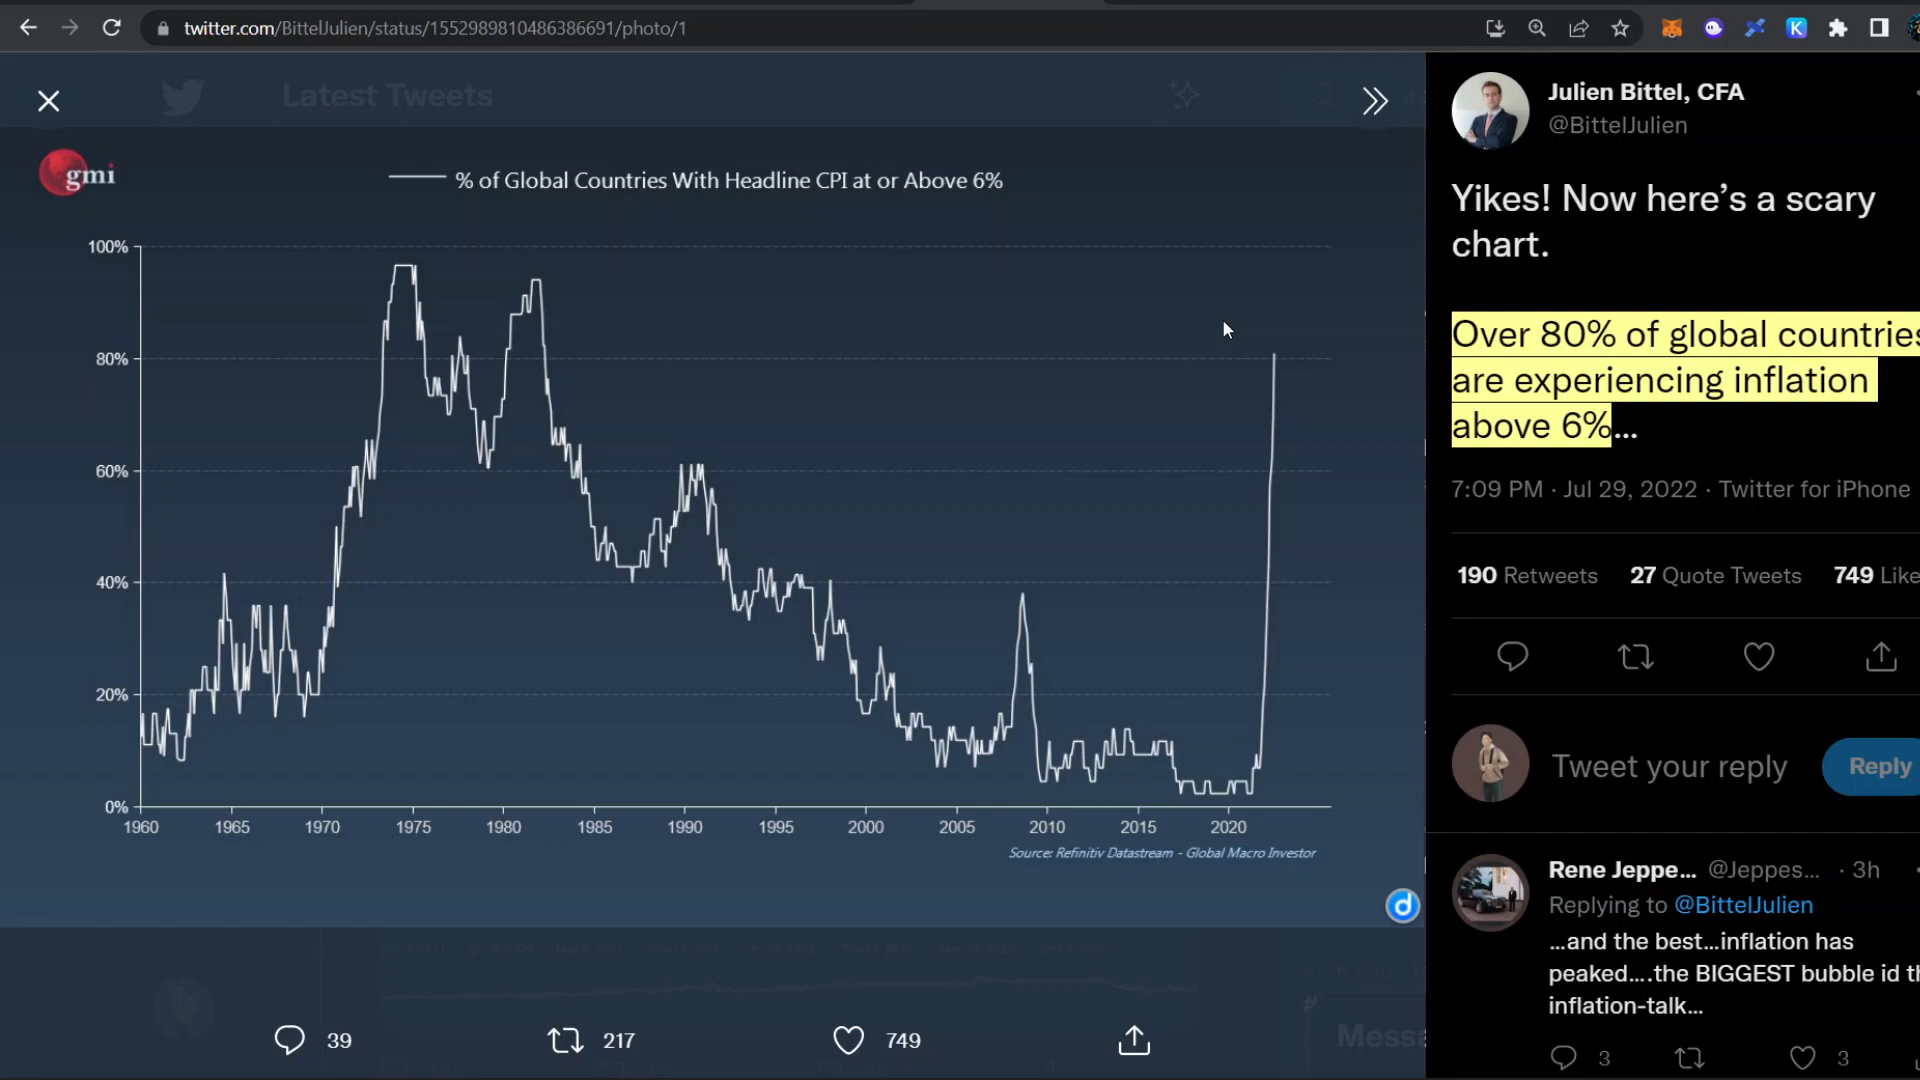 twitter.com/BittelJulien/status/1552989810486386691/photo/1
Latest Tweets
gmi
% of Global Countries With Headline CPI at or Above 6%
100%
80%
60%
40%
20%
0%
1960 1965 1970 1975 1980 1985 1990 1995 2000 2005 2010 2015 2020
Source: Refinitiv Datastream - Global Macro Investor
d
39 217 749
Messa
Julien Bittel, CFA
@BittelJulien
Yikes! Now here’s a scary
chart.
Over 80% of global countries
are experiencing inflation
above 6%...
7:09 PM · Jul 29, 2022 · Twitter for iPhone
190 Retweets 27 Quote Tweets 749 Like
Tweet your reply
Reply
Rene Jeppe... @Jeppes... · 3h
Replying to @BittelJulien
...and the best...inflation has
peaked....the BIGGEST bubble id th
inflation-talk...
3 3